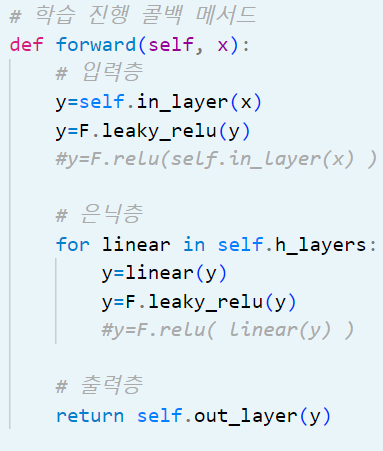 # 학습 진행 콜백 메서드
def forward(self, x):
    # 입력층
    y=self.in_layer(x)
    y=F.leaky_relu(y)
    #y=F.relu(self.in_layer(x) )
    # 은닉층
    for linear in self.h_layers:
        y=linear(y)
        y=F.leaky_relu(y)
        #y=F.relu( linear(y) )
    # 출력층
    return self.out_layer(y)